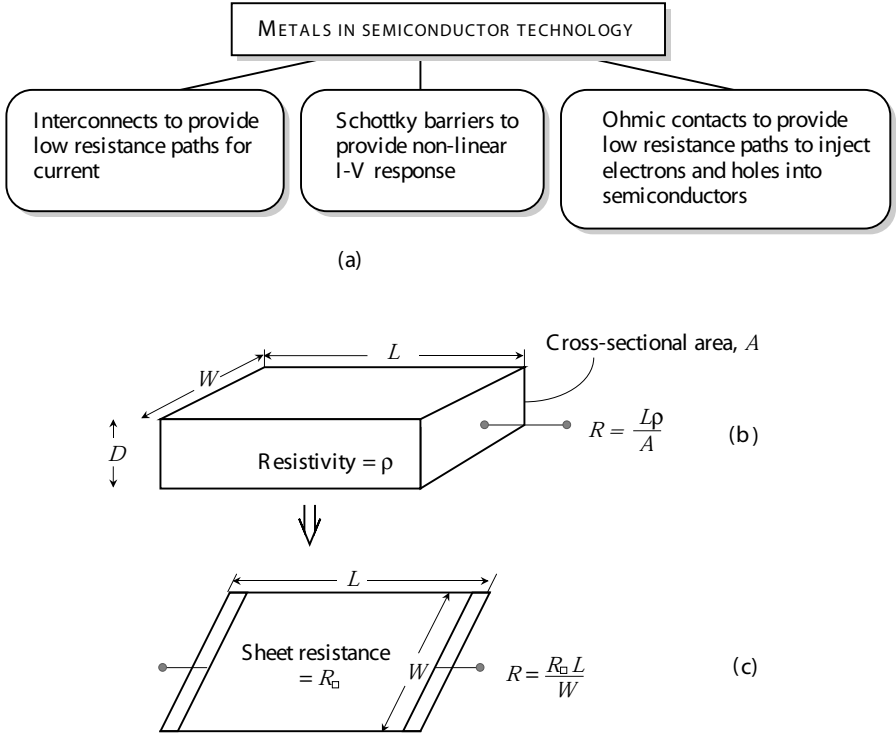 METALS IN SEMICONDUCTOR TECHNOLOGY
Interconnects to provide
low resistance paths for
current
Schottky barriers to
provide non-linear
I-V response
Ohmic contacts to provide
low resistance paths to inject
electrons and holes into
semiconductors
(a)
L
Cross-sectional area, A
W
D
Resistivity = ρ
R = Lρ/A
(b)
L
Sheet resistance
= R□
W
R = R□ L/W
(c)